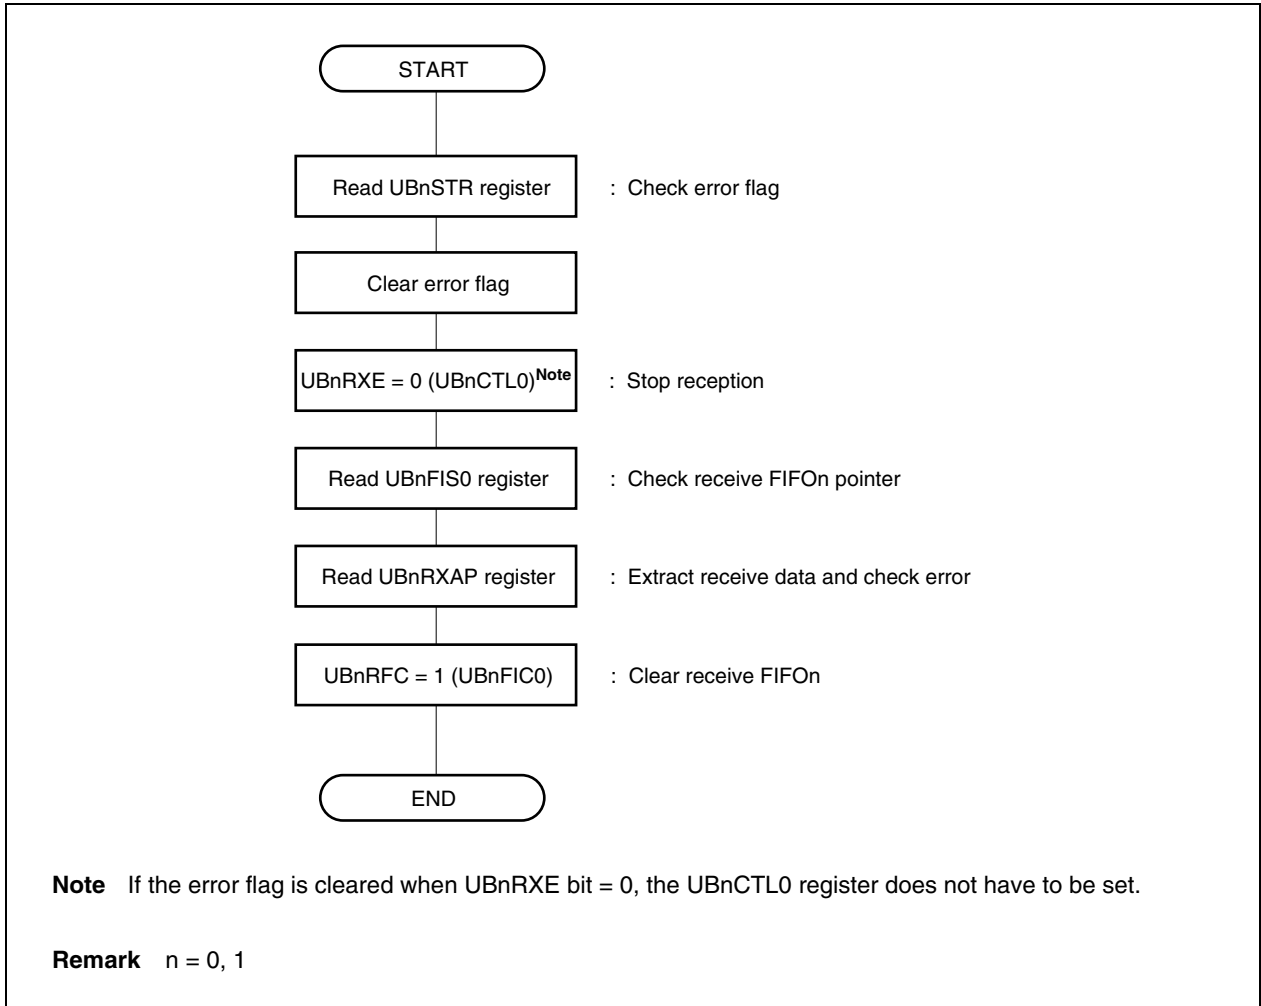 START
Read UBnSTR register : Check error flag
Clear error flag
UBnRXE = 0 (UBnCTL0)Note : Stop reception
Read UBnFIS0 register : Check receive FIFOn pointer
Read UBnRXAP register : Extract receive data and check error
UBnRFC = 1 (UBnFIC0) : Clear receive FIFOn
END
Note If the error flag is cleared when UBnRXE bit = 0, the UBnCTL0 register does not have to be set.
Remark n = 0, 1